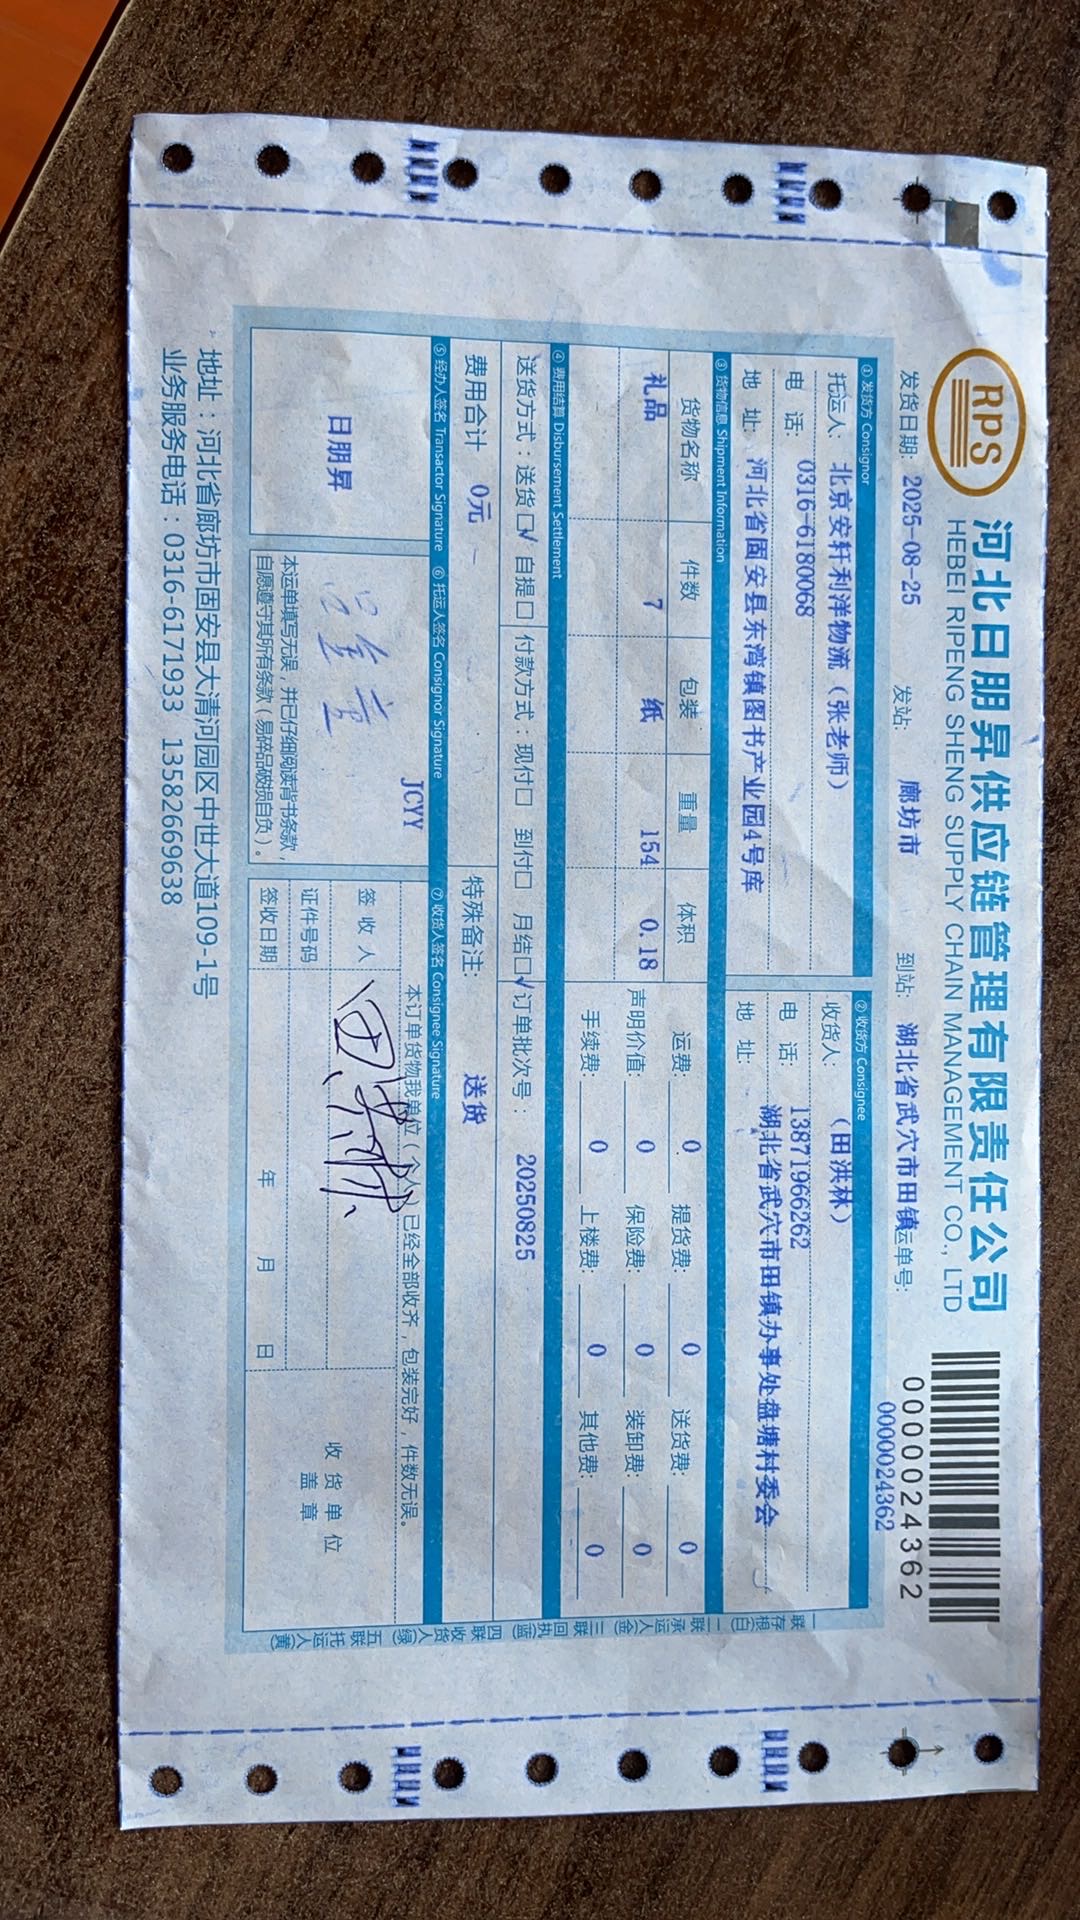 RPS
河北日朋昇供应链管理有限责任公司
HEBEI RIPENG SHENG SUPPLY CHAIN MANAGEMENT CO., LTD
0000024362
0000024362
发货日期: 2025-08-25 发站: 廊坊市 到站: 湖北省武穴市田镇 运单号:
① 发货方 Consignor
② 收货方 Consignee
托运人: 北京安轩利洋物流（张老师）
收货人: （田洪林）
电 话: 0316-6180068
电 话: 13871966262
地 址: 河北省固安县东湾镇图书产业园4号库
地 址: 湖北省武穴市田镇办事处盘塘村委会
③ 货物信息 Shipment Information
货物名称 件数 包装 重量 体积
礼品 7 纸 154 0.18
运费: 0 提货费: 0 送货费: 0
声明价值: 0 保险费: 0 装卸费: 0
手续费: 0 上楼费: 0 其他费: 0
④ 费用结算 Disbursement Settlement
送货方式：送货□√ 自提□ 付款方式：现付□ 到付□ 月结□√ 订单批次号： 20250825
费用合计 0元
特殊备注: 送货
⑤ 经办人签名 Transactor Signature
⑥ 托运人签名 Consignor Signature
⑦ 收货人签名 Consignee Signature
日朋昇
JCYY
本运单填写无误，并已仔细阅读背书条款，
自愿遵守其所有条款（易碎品破损自负）。
本订单货物我单位（个人）已经全部收齐，包装完好，件数无误。
签 收 人
证件号码
签收日期 年 月 日
收 货 单 位
盖 章
一联存根(白) 二联承运人(金) 三联回执(蓝) 四联收货人(绿) 五联托运人(黄)
地址：河北省廊坊市固安县大清河园区中世大道109-1号
业务服务电话：0316-6171933 13582669638